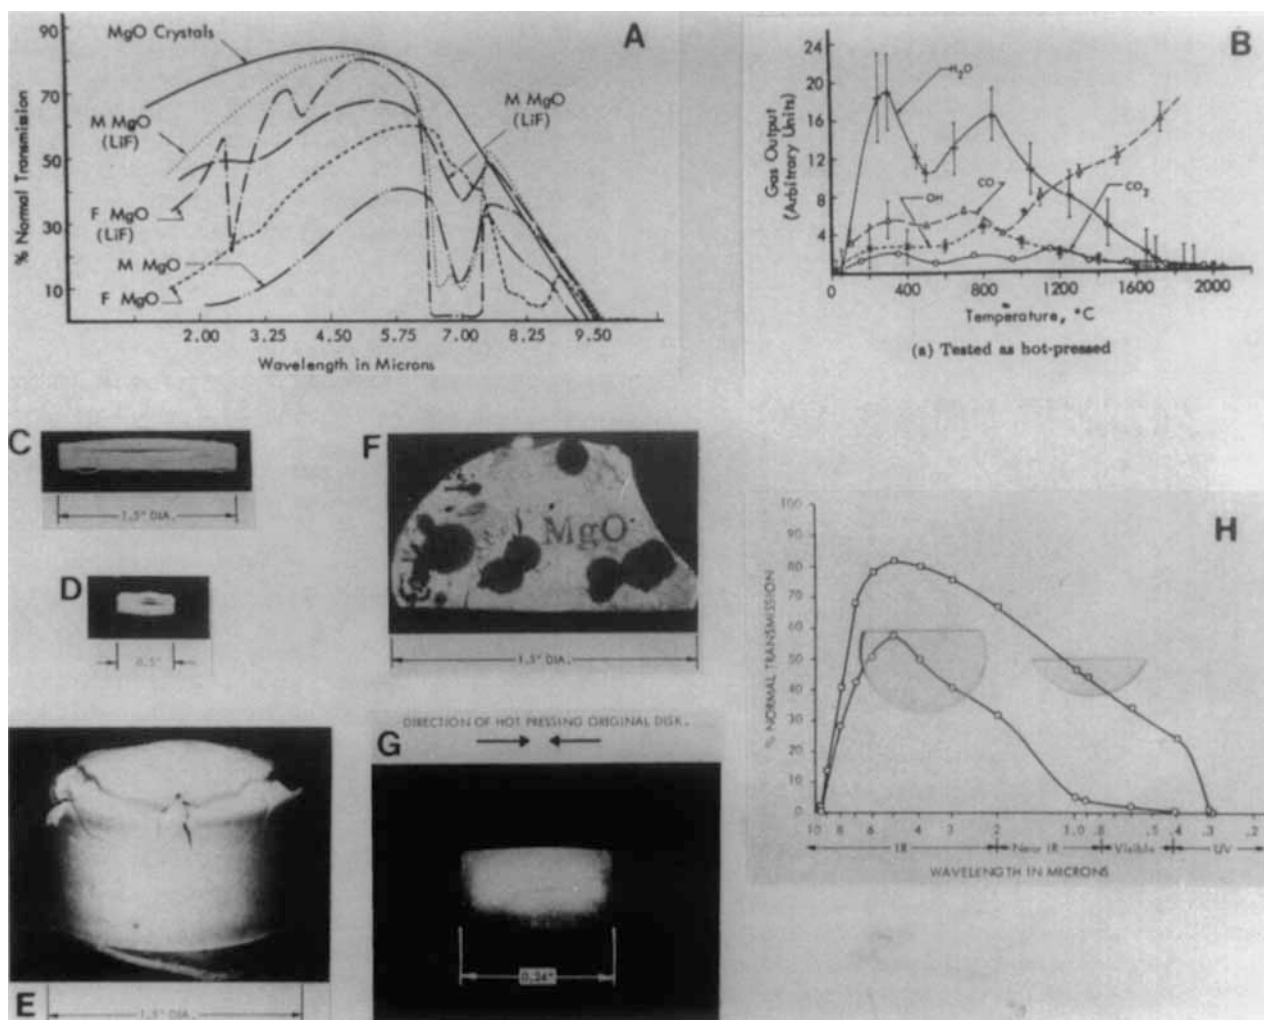 A
90
70
50
30
10
% Normal Transmission
MgO Crystals
M MgO
(LiF)
F MgO
(LiF)
M MgO
F MgO
M MgO
(LiF)
2.00 3.25 4.50 5.75 7.00 8.25 9.50
Wavelength in Microns
B
24
20
16
12
8
4
Gas Output
(Arbitrary Units)
H₂O
OH
CO
CO₂
0 400 800 1200 1600 2000
Temperature, °C
(a) Tested as hot-pressed
C
1.5" DIA.
D
0.5"
E
1.5" DIA.
F
MgO
1.5" DIA.
G
DIRECTION OF HOT PRESSING ORIGINAL DISK.
0.24"
H
100
90
80
70
60
50
40
30
20
10
0
% NORMAL TRANSMISSION
10 8 6 4 3 2 1.0 .8 .5 .4 .3 .2
IR Near IR Visible UV
WAVELENGTH IN MICRONS